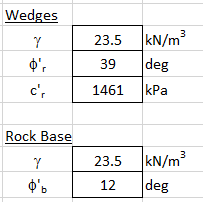 Wedges
γ 23.5 kN/m³
ϕ'r 39 deg
c'r 1461 kPa
Rock Base
γ 23.5 kN/m³
ϕ'b 12 deg